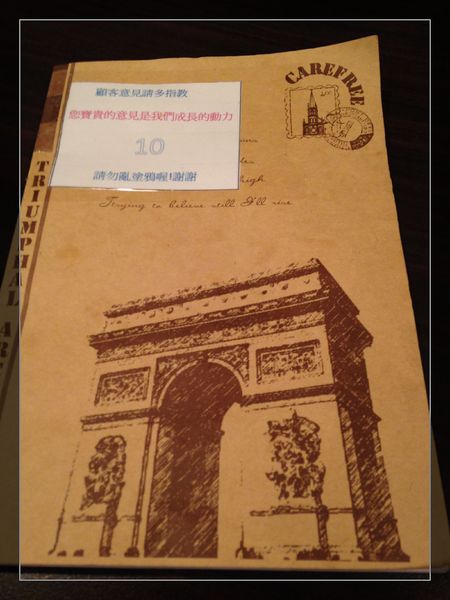 顧客意見請多指教
您寶貴的意見是我們成長的動力
10
請勿亂塗鴉喔!謝謝
CAREFREE
high
Trying to believe still I'll rise
TRIUMPHAL ARC